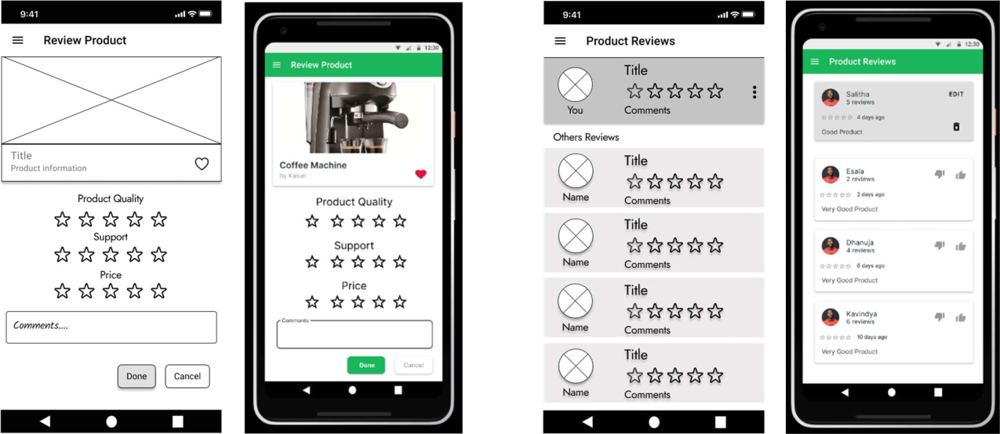 9:41
Review Product
Title
Product information
Product Quality
Support
Price
Comments....
Done
Cancel
12:30
Review Product
Coffee Machine
by Kasun
Product Quality
Support
Price
Comments
Done
Cancel
9:41
Product Reviews
Title
You
Comments
Others Reviews
Title
Name
Comments
Title
Name
Comments
Title
Name
Comments
Title
Name
Comments
12:30
Product Reviews
Salitha
EDIT
5 reviews
4 days ago
Good Product
Esala
2 reviews
2 days ago
Very Good Product
Dhanuja
4 reviews
6 days ago
Very Good Product
Kavindya
6 reviews
10 days ago
Very Good Product